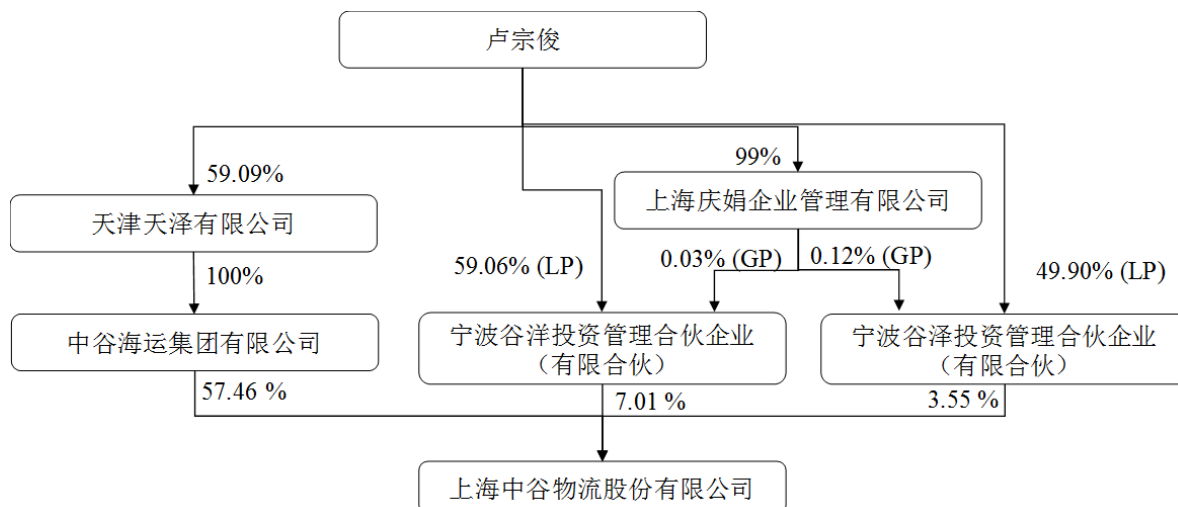 卢宗俊
59.09%
99%
天津天泽有限公司
上海庆娟企业管理有限公司
100%
59.06% (LP)
0.03% (GP)
0.12% (GP)
49.90% (LP)
中谷海运集团有限公司
宁波谷洋投资管理合伙企业
（有限合伙）
宁波谷泽投资管理合伙企业
（有限合伙）
57.46 %
7.01 %
3.55 %
上海中谷物流股份有限公司